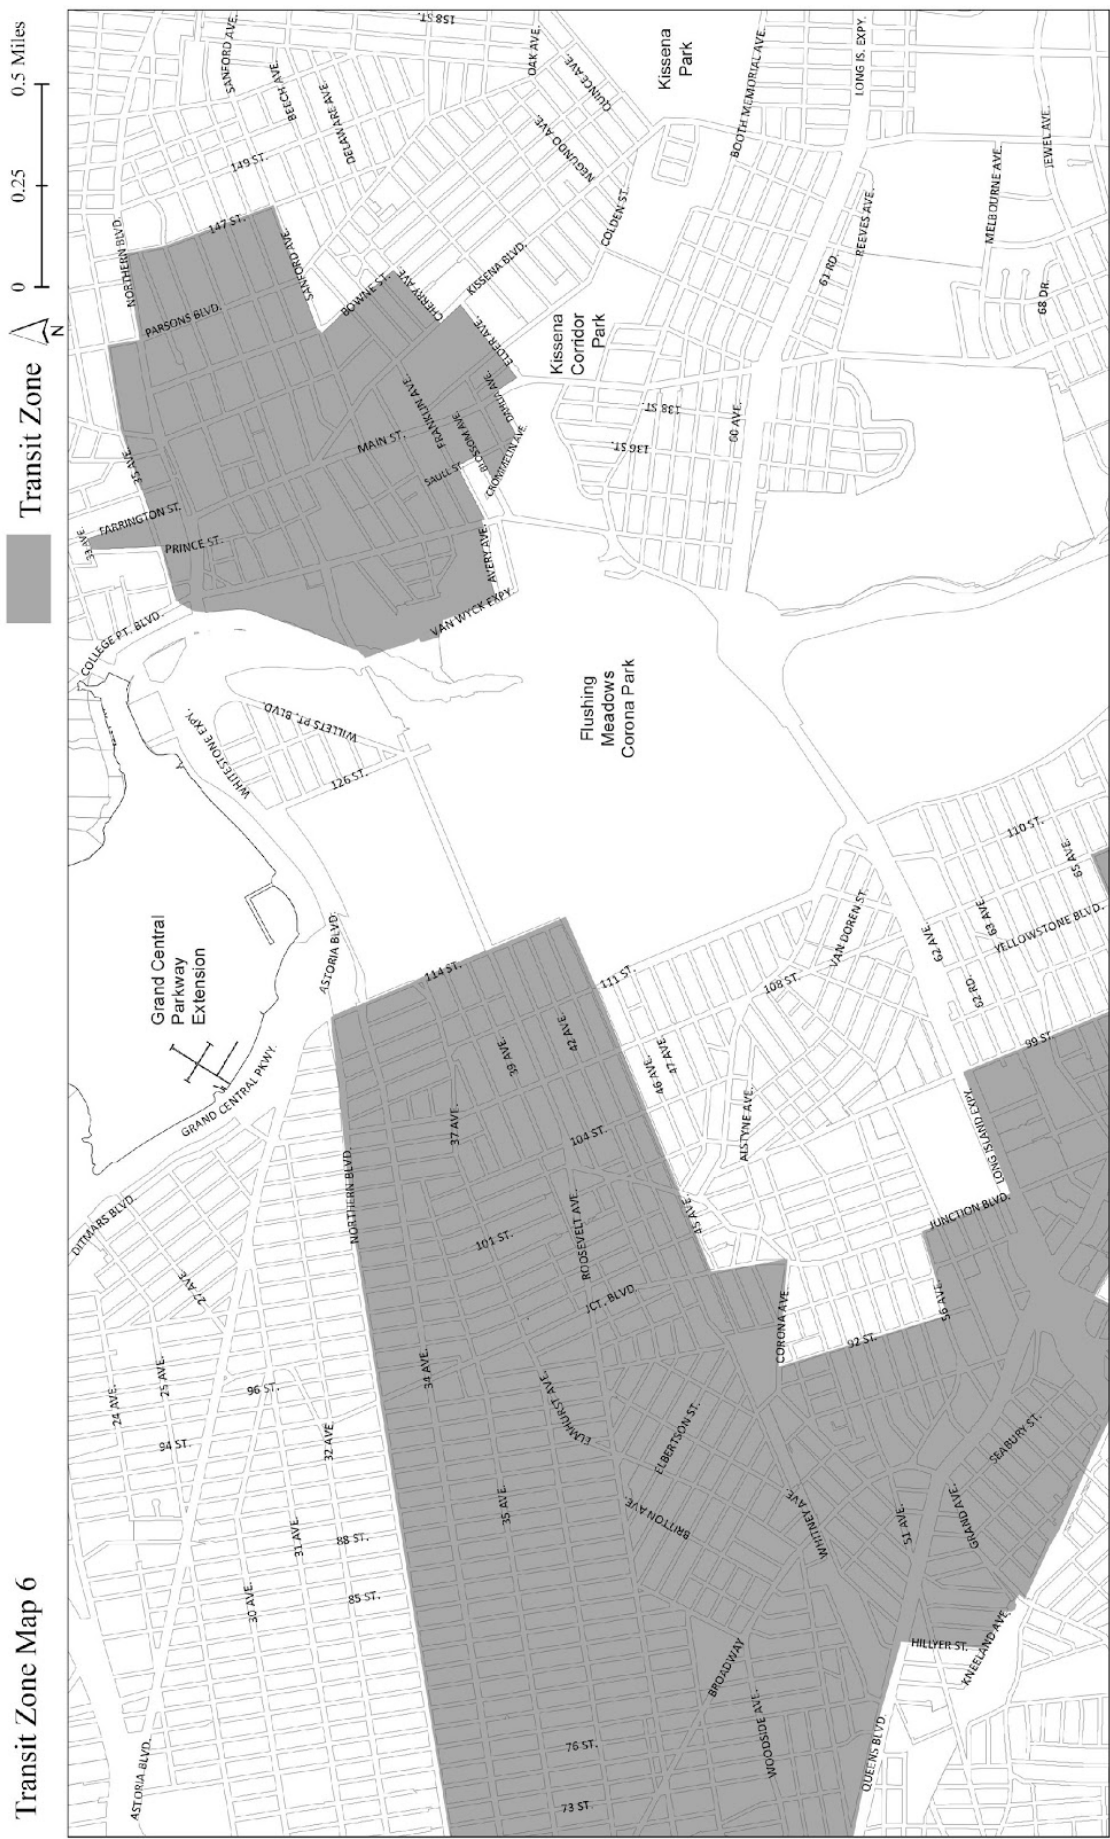 Transit Zone Map 6
Transit Zone
N
0
0.25
0.5 Miles
158 ST.
SANFORD AVE.
BEECH AVE.
DELAWARE AVE.
149 ST.
OAK AVE.
QUINCE AVE.
NEGUNDO AVE.
Kissena
Park
BOOTH MEMORIAL AVE.
LONG IS. EXPY.
JEWEL AVE.
MELBOURNE AVE.
REEVES AVE.
61 RD.
68 DR.
COLDEN ST.
KISSENA BLVD.
147 ST.
NORTHERN BLVD.
SANFORD AVE.
BOWNE ST.
CHERRY AVE.
PARSONS BLVD.
ELDER AVE.
Kissena
Corridor
Park
DAHLIA AVE.
FRANKLIN AVE.
BLOSSOM AVE.
CROMMELIN AVE.
MAIN ST.
SAULL ST.
138 ST.
136 ST.
60 AVE.
35 AVE.
FARRINGTON ST.
33 AVE.
PRINCE ST.
AVERY AVE.
VAN WYCK EXPY.
COLLEGE PT. BLVD.
Flushing
Meadows
Corona Park
WILLETS PT. BLVD.
WHITESTONE EXPY.
126 ST.
110 ST.
65 AVE.
63 AVE.
YELLOWSTONE BLVD.
62 AVE.
62 RD.
VAN DOREN ST.
108 ST.
111 ST.
114 ST.
ASTORIA BLVD.
Grand Central
Parkway
Extension
GRAND CENTRAL PKWY.
39 AVE.
42 AVE.
46 AVE.
47 AVE.
99 ST.
LONG ISLAND EXPY.
ALSTYNE AVE.
37 AVE.
104 ST.
NORTHERN BLVD.
DITMARS BLVD.
27 AVE.
101 ST.
ROOSEVELT AVE.
45 AVE.
JUNCTION BLVD.
JCT. BLVD.
CORONA AVE.
56 AVE.
92 ST.
34 AVE.
ELMHURST AVE.
24 AVE.
25 AVE.
96 ST.
94 ST.
32 AVE.
ELBERTSON ST.
SEABURY ST.
35 AVE.
BRITTON AVE.
WHITNEY AVE.
51 AVE.
GRAND AVE.
31 AVE.
88 ST.
30 AVE.
85 ST.
HILLYER ST.
KNEELAND AVE.
BROADWAY
WOODSIDE AVE.
76 ST.
73 ST.
QUEENS BLVD.
ASTORIA BLVD.